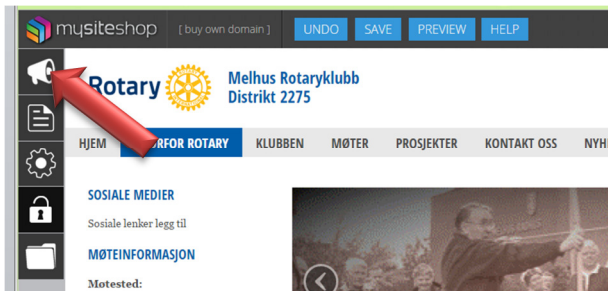 mysiteshop [ buy own domain ] UNDO SAVE PREVIEW HELP
Rotary Melhus Rotaryklubb
Distrikt 2275
HJEM RFOR ROTARY KLUBBEN MØTER PROSJEKTER KONTAKT OSS NYH
SOSIALE MEDIER
Sosiale lenker legg til
MØTEINFORMASJON
Møtested: